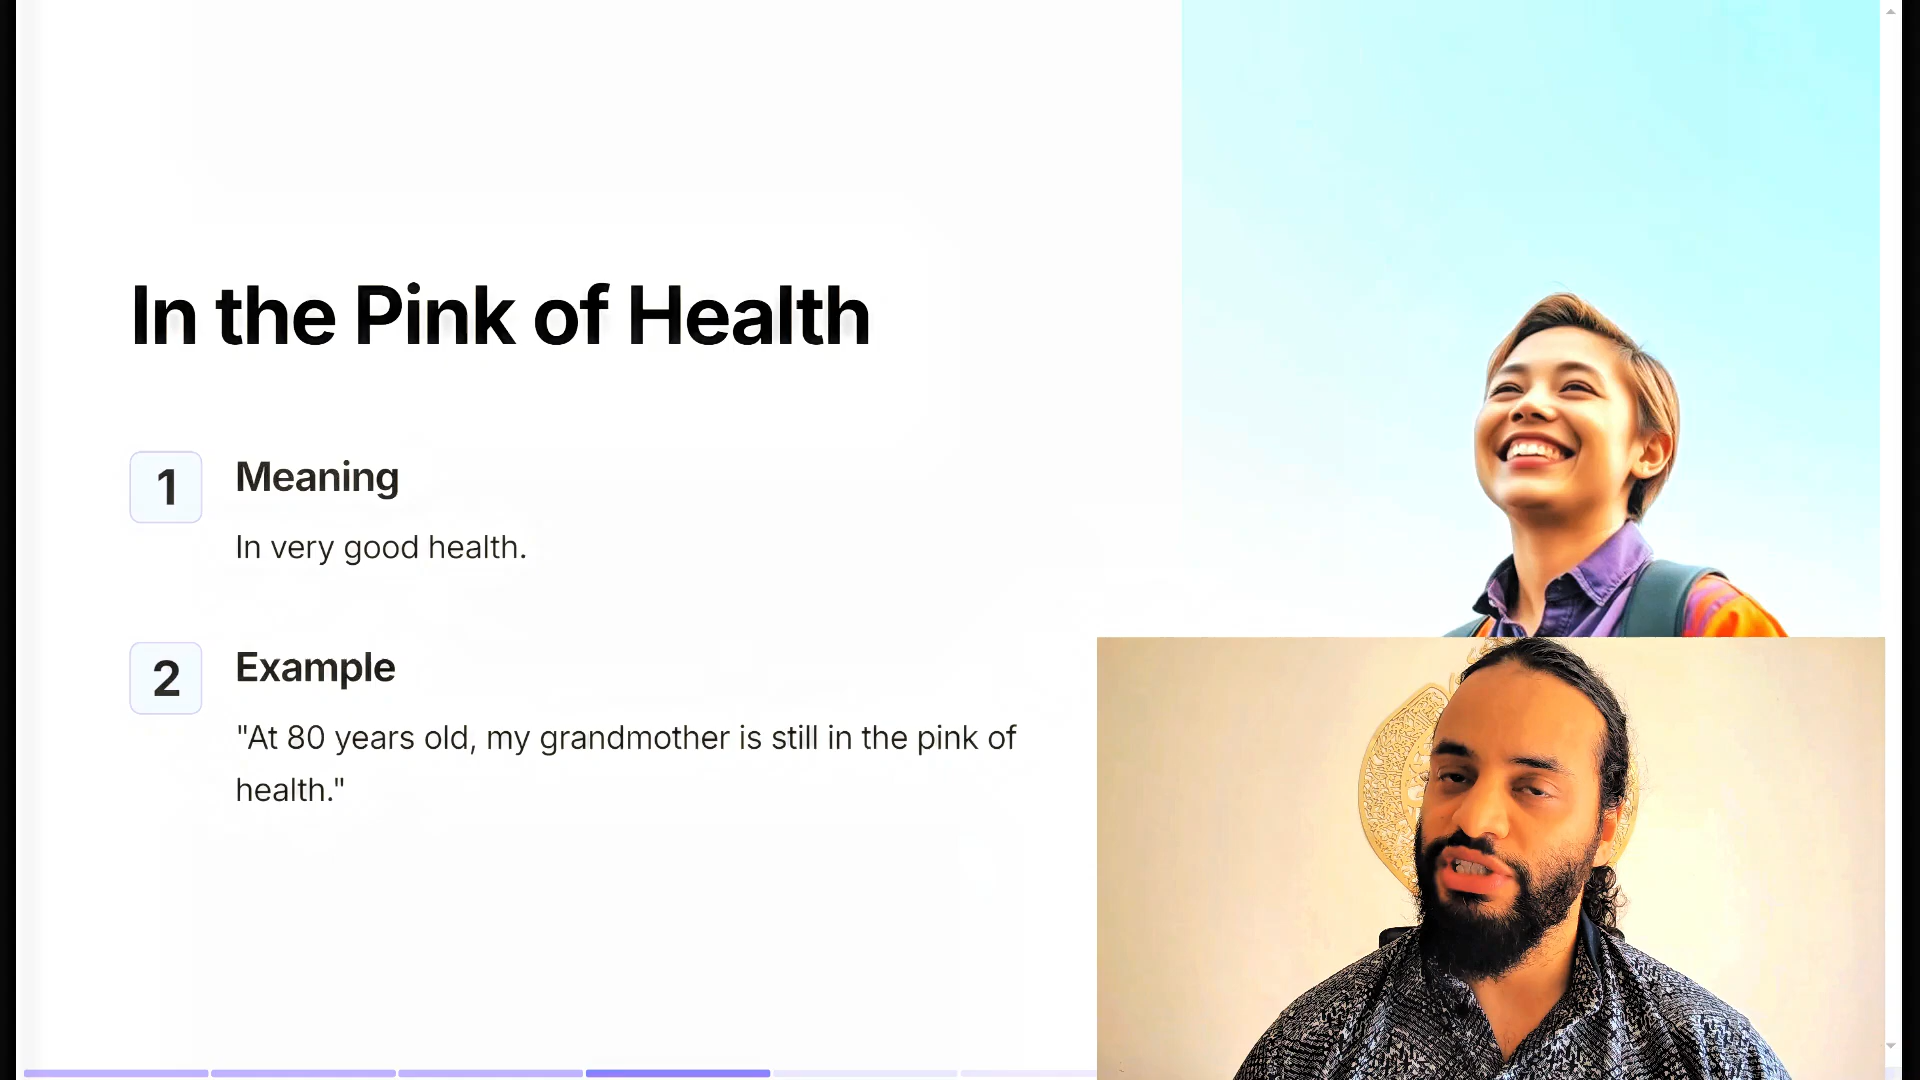 In the Pink of Health
1
Meaning
In very good health.
2
Example
"At 80 years old, my grandmother is still in the pink of
health."